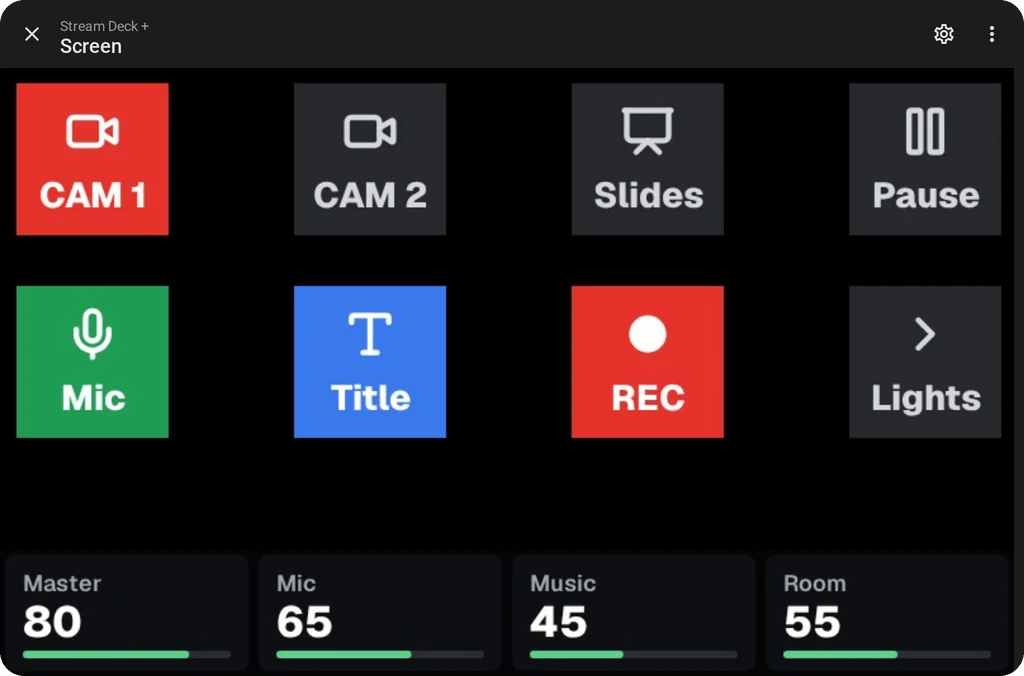 Stream Deck +
Screen
CAM 1
CAM 2
Slides
Pause
Mic
Title
REC
Lights
Master
80
Mic
65
Music
45
Room
55